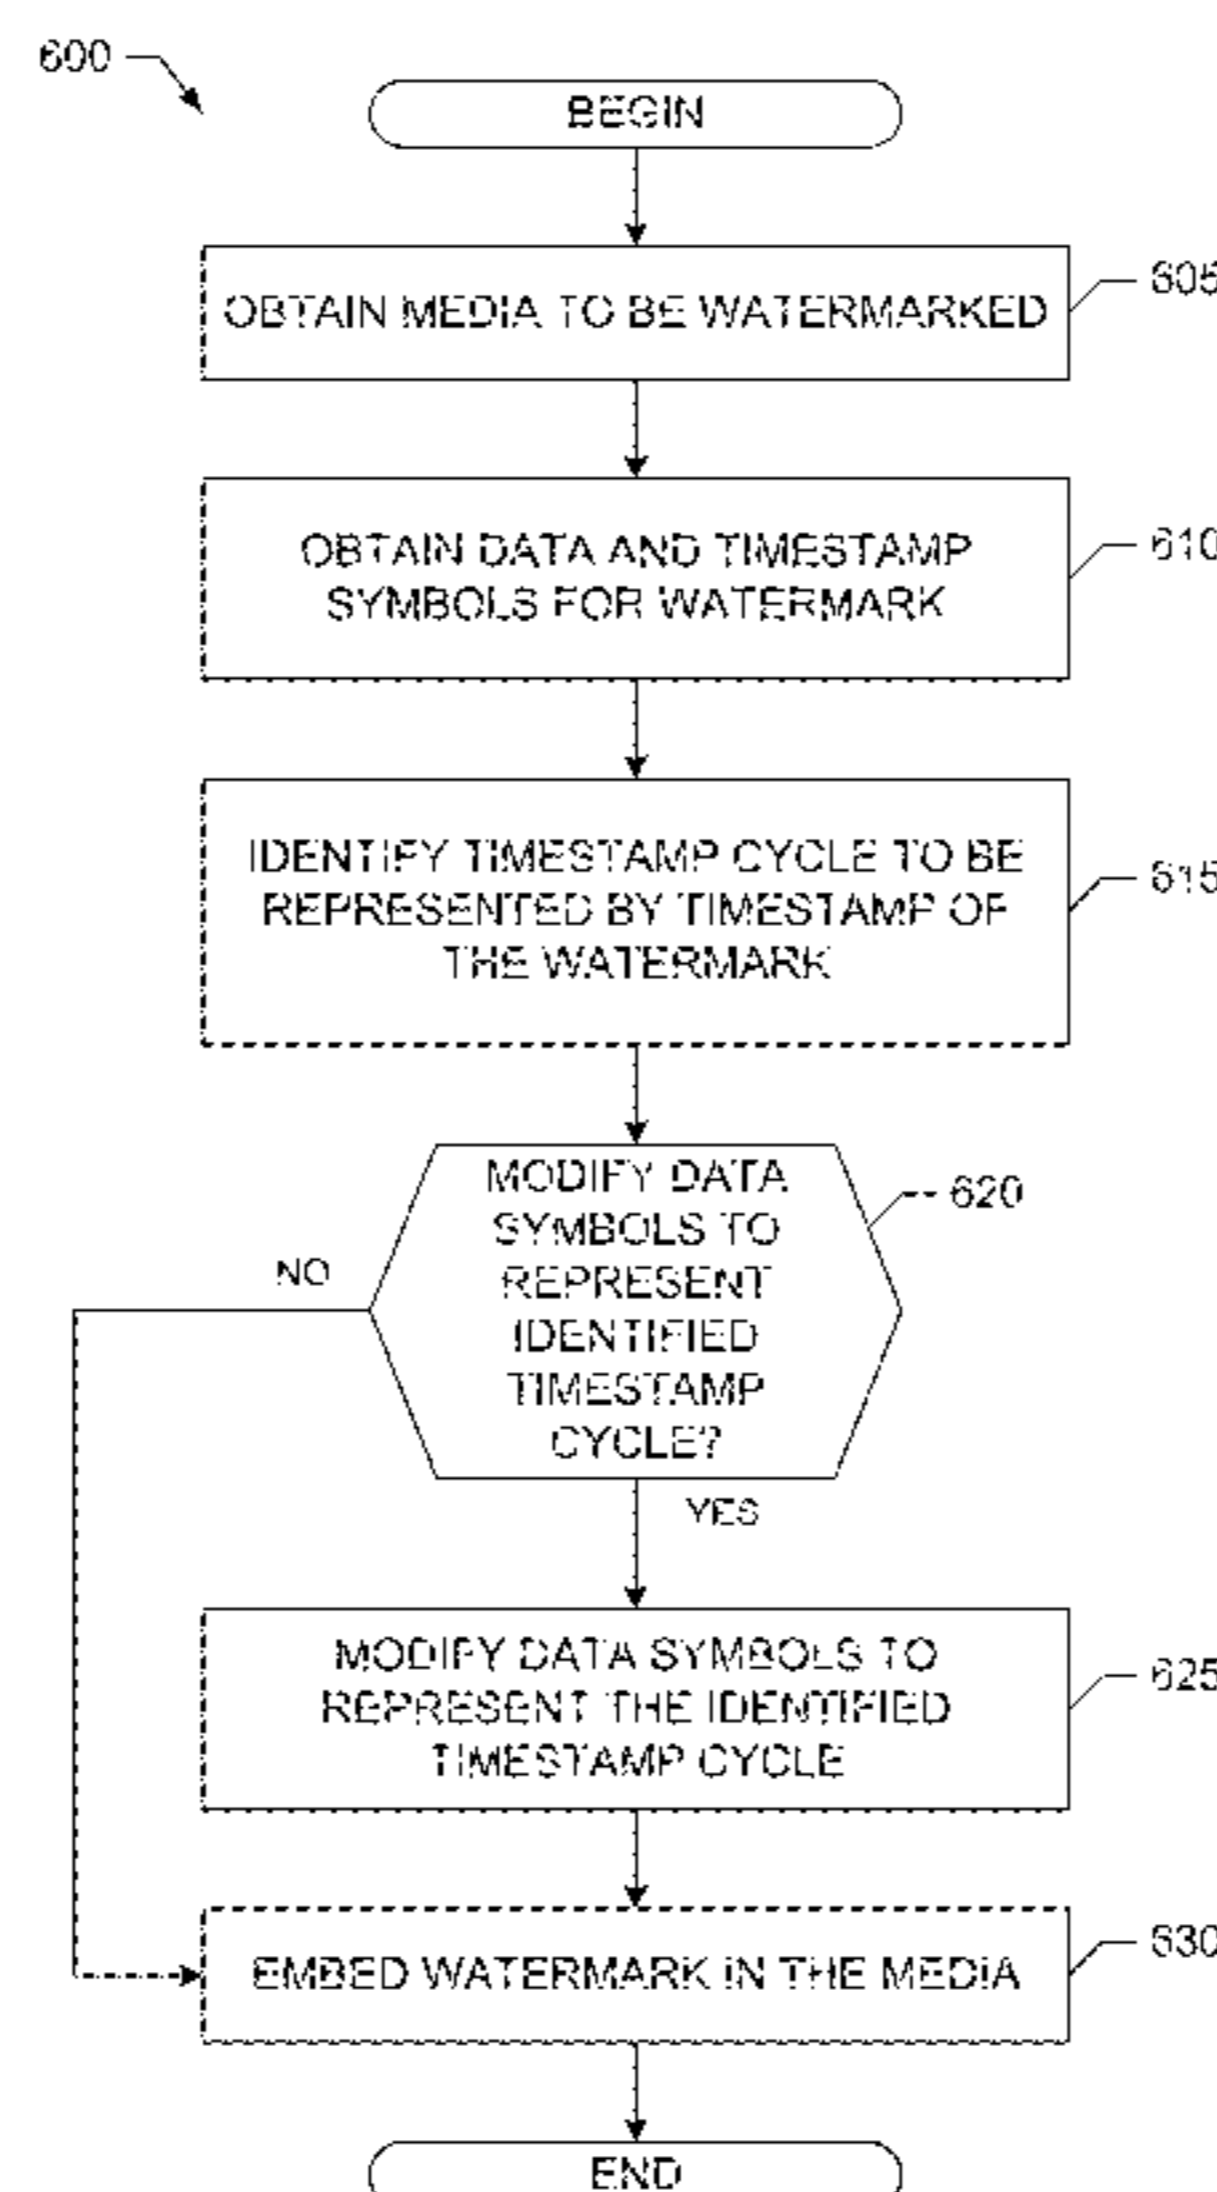 600
BEGIN
OBTAIN MEDIA TO BE WATERMARKED
605
OBTAIN DATA AND TIMESTAMP
SYMBOLS FOR WATERMARK
610
IDENTIFY TIMESTAMP CYCLE TO BE
REPRESENTED BY TIMESTAMP OF
THE WATERMARK
615
MODIFY DATA
SYMBOLS TO
REPRESENT
IDENTIFIED
TIMESTAMP
CYCLE?
620
NO
YES
MODIFY DATA SYMBOLS TO
REPRESENT THE IDENTIFIED
TIMESTAMP CYCLE
625
EMBED WATERMARK IN THE MEDIA
630
END